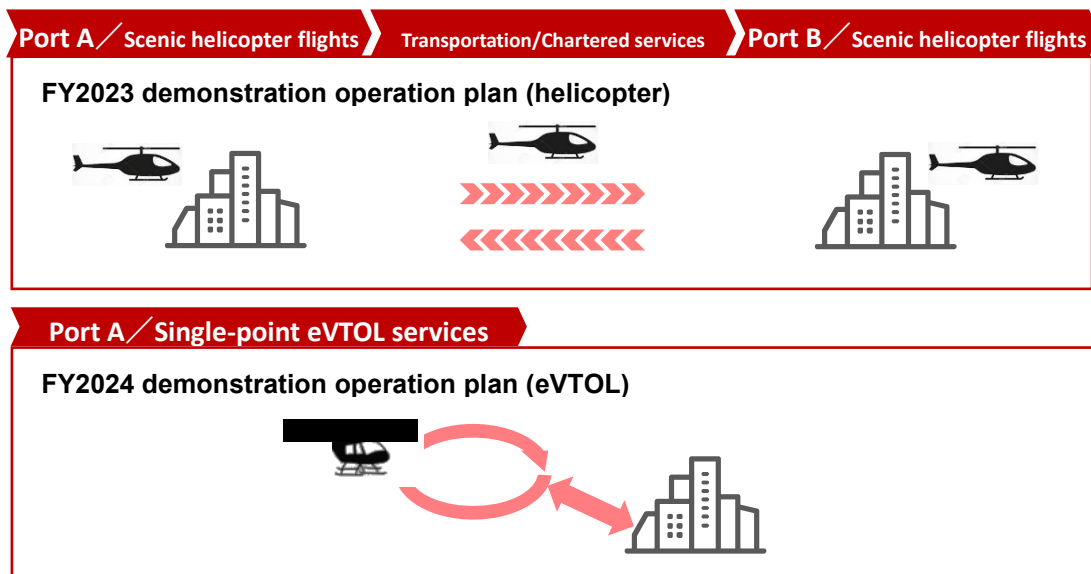 Port A／Scenic helicopter flights
Transportation/Chartered services
Port B／Scenic helicopter flights
FY2023 demonstration operation plan (helicopter)
Port A／Single-point eVTOL services
FY2024 demonstration operation plan (eVTOL)